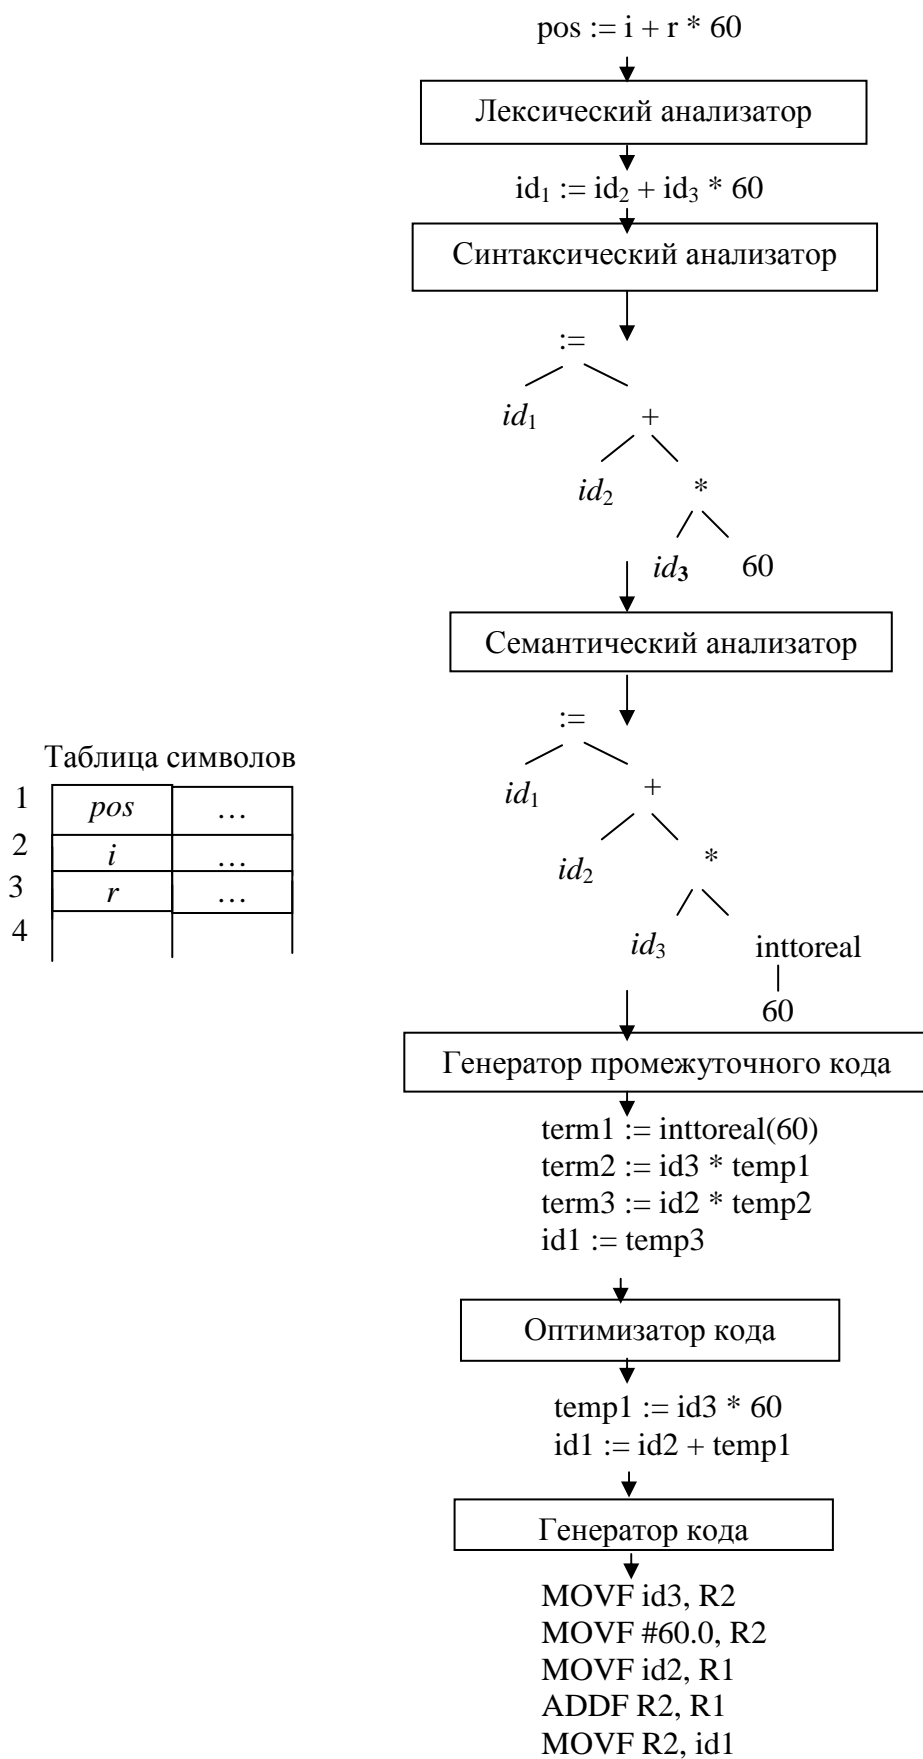 pos := i + r * 60
Лексический анализатор
id₁ := id₂ + id₃ * 60
Синтаксический анализатор
:=
id₁ +
id₂ *
id₃ 60
Семантический анализатор
:=
id₁ +
id₂ *
id₃ inttoreal
60
Таблица символов
1 pos ...
2 i ...
3 r ...
4
Генератор промежуточного кода
term1 := inttoreal(60)
term2 := id3 * temp1
term3 := id2 * temp2
id1 := temp3
Оптимизатор кода
temp1 := id3 * 60
id1 := id2 + temp1
Генератор кода
MOVF id3, R2
MOVF #60.0, R2
MOVF id2, R1
ADDF R2, R1
MOVF R2, id1